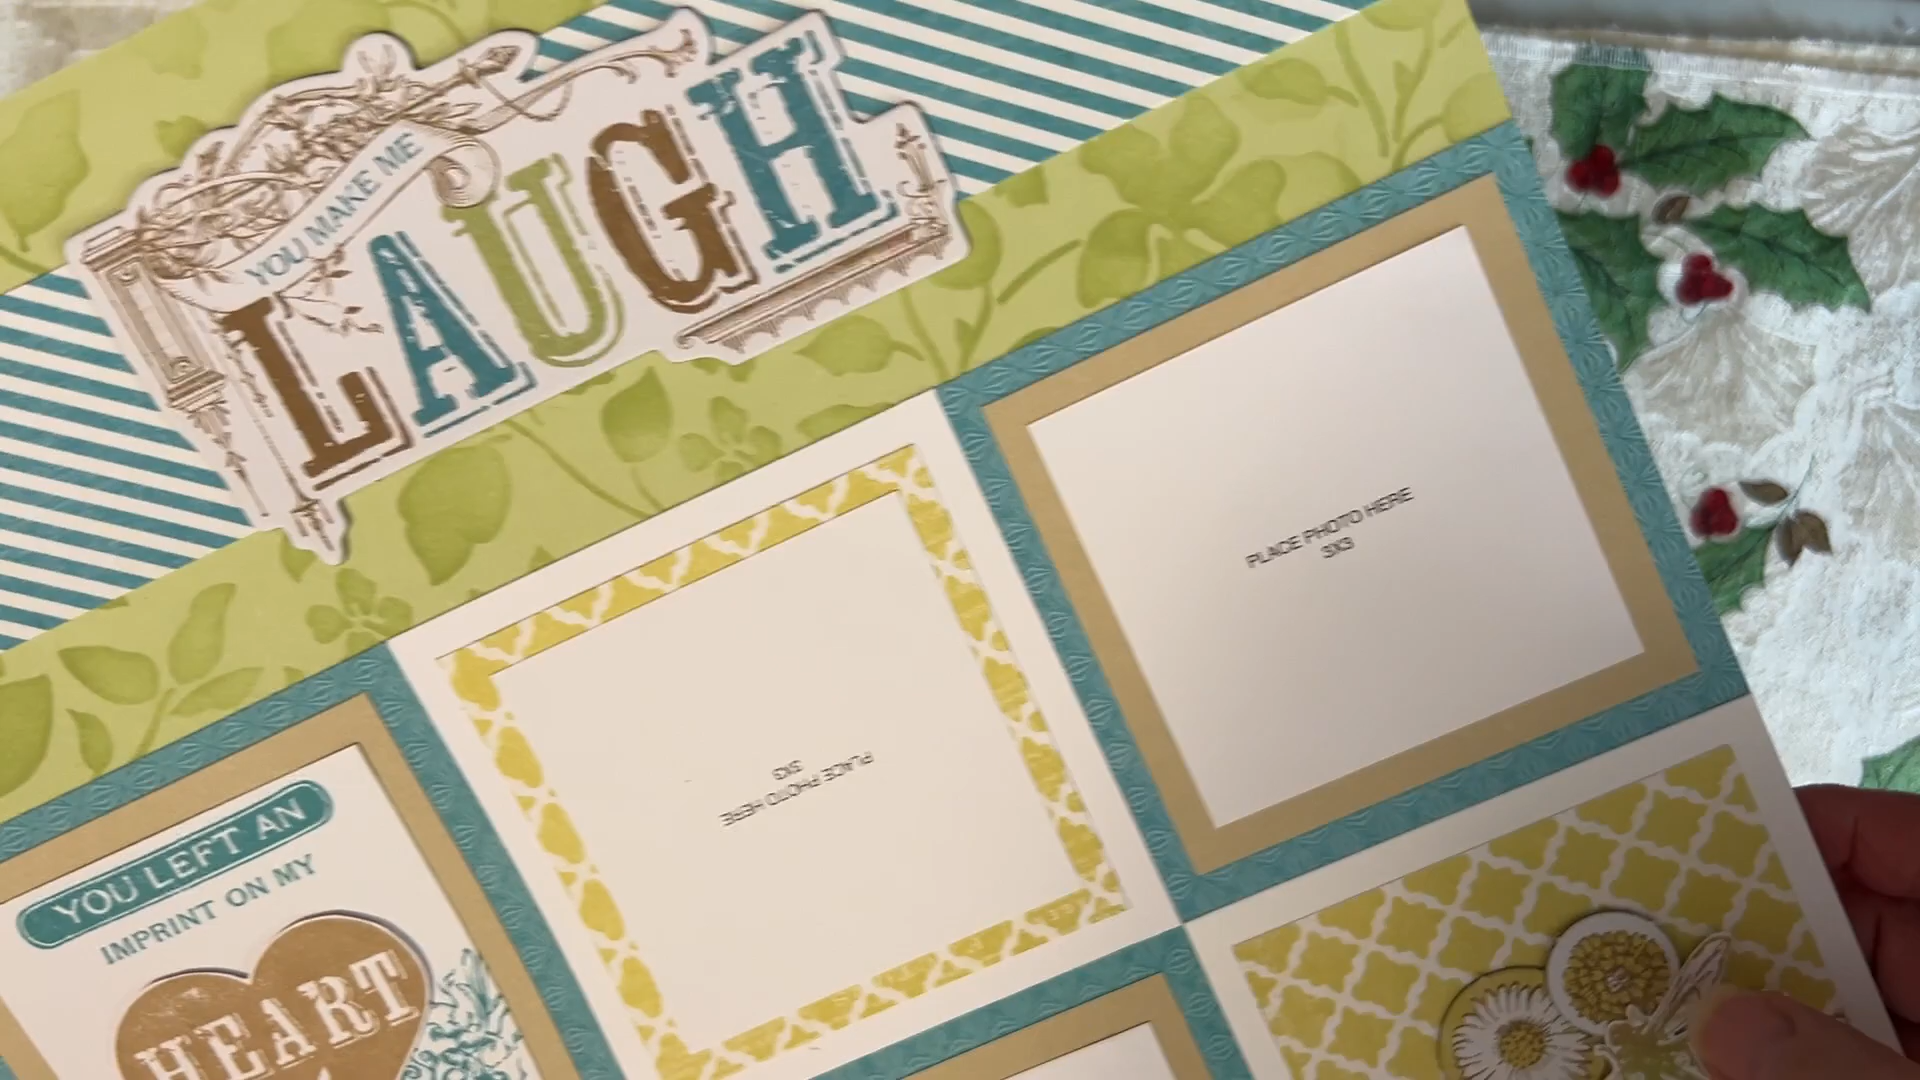 YOU MAKE ME
LAUGH
PLACE PHOTO HERE
3X3
PLACE PHOTO HERE
3X3
YOU LEFT AN
IMPRINT ON MY
HEART